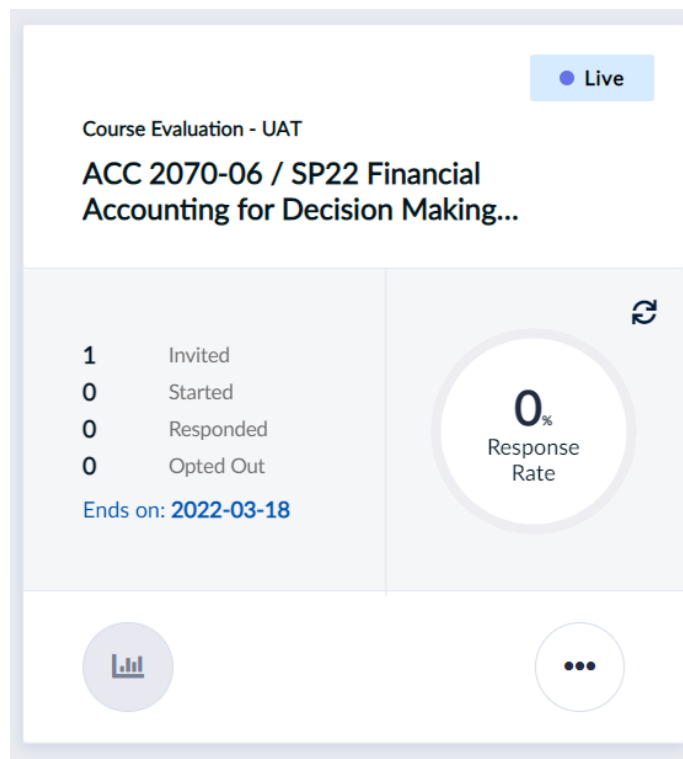 Live
Course Evaluation - UAT
ACC 2070-06 / SP22 Financial
Accounting for Decision Making...
1 Invited
0 Started
0 Responded
0 Opted Out
Ends on: 2022-03-18
0%
Response
Rate